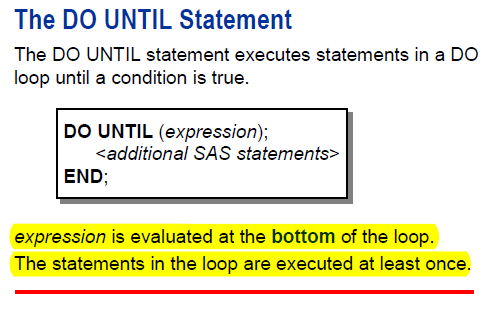 The DO UNTIL Statement
The DO UNTIL statement executes statements in a DO
loop until a condition is true.
DO UNTIL (expression);
<additional SAS statements>
END;
expression is evaluated at the bottom of the loop.
The statements in the loop are executed at least once.